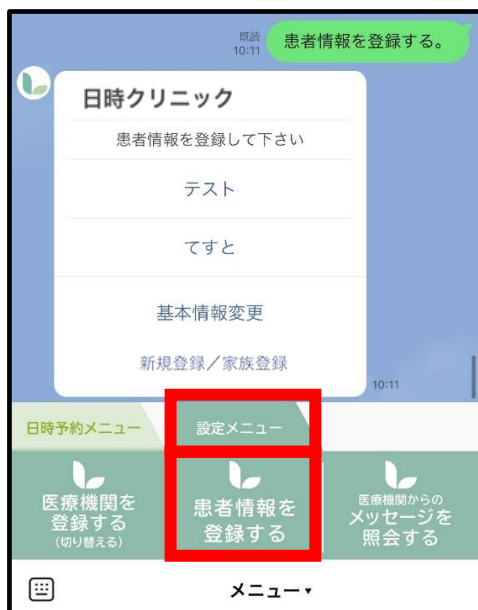 既読
10:11
患者情報を登録する。
日時クリニック
患者情報を登録して下さい
テスト
てすと
基本情報変更
新規登録／家族登録
10:11
日時予約メニュー
設定メニュー
医療機関を
登録する
(切り替える)
患者情報を
登録する
医療機関からの
メッセージを
照会する
メニュー▼